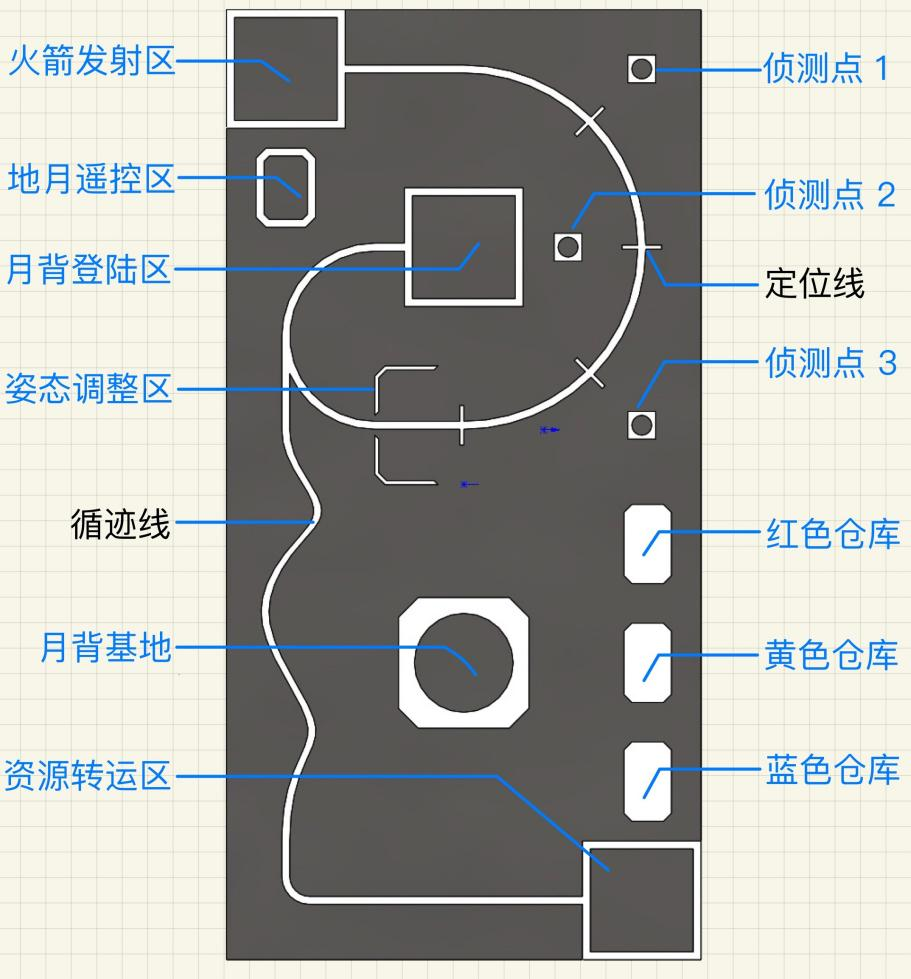 火箭发射区
侦测点 1
地月遥控区
侦测点 2
月背登陆区
定位线
侦测点 3
姿态调整区
循迹线
红色仓库
月背基地
黄色仓库
资源转运区
蓝色仓库